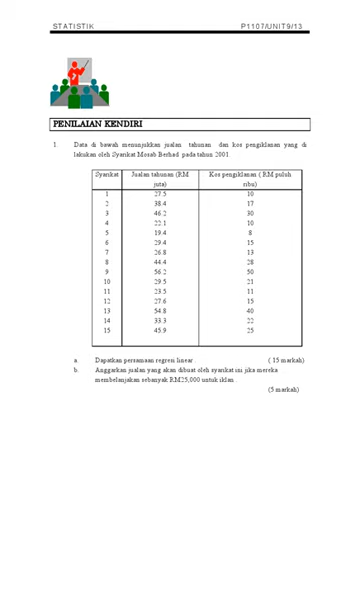 STATISTIK P1107/UNIT9/13
PENILAIAN KENDIRI
1. Data di bawah menunjukkan jualan tahunan dan kos pengiklanan yang di
lakukan oleh Syarikat Mosab Berhad pada tahun 2001
Syarikat Jualan tahunan (RM Kos pengiklanan ( RM puluh
juta) ribu)
1 27.5 10
2 38.4 17
3 46.2 30
4 22.1 10
5 19.4 8
6 29.4 15
7 26.8 13
8 44.4 28
9 56.2 50
10 29.5 21
11 23.5 11
12 27.6 15
13 54.8 40
14 33.3 22
15 45.9 25
a. Dapatkan persamaan regresi linear ( 15 markah)
b. Anggarkan jualan yang akan dibuat oleh syarikat ini jika mereka
membelanjakan sebanyak RM25,000 untuk iklan.
(5 markah)